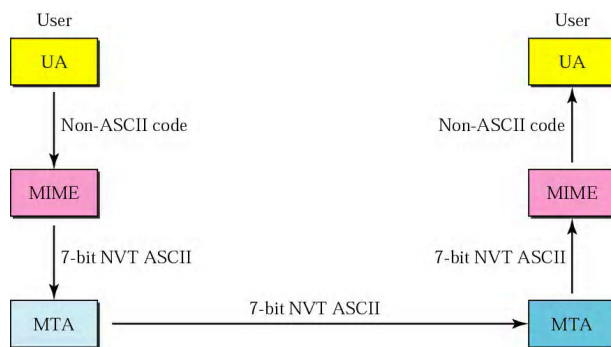 User
User
UA
UA
Non-ASCII code
Non-ASCII code
MIME
MIME
7-bit NVT ASCII
7-bit NVT ASCII
7-bit NVT ASCII
MTA
MTA